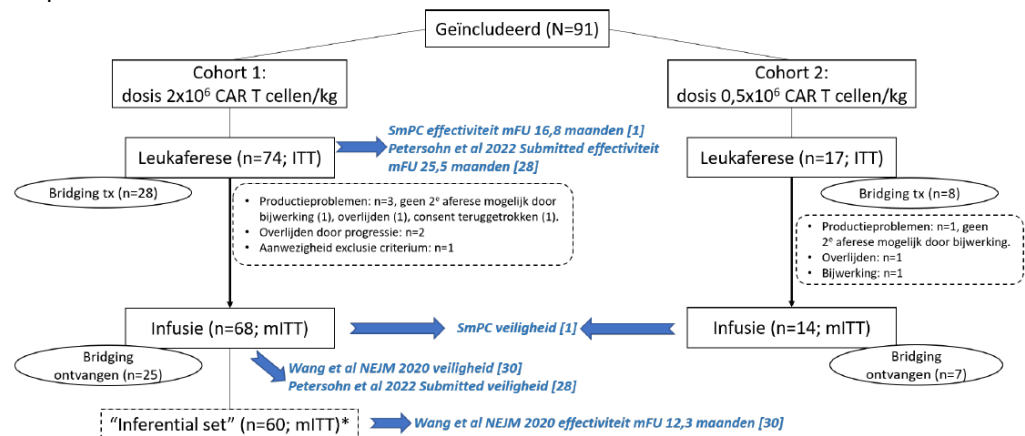 Geïncludeerd (N=91)
Cohort 1:
dosis 2x10⁶ CAR T cellen/kg
Cohort 2:
dosis 0,5x10⁶ CAR T cellen/kg
Leukaferese (n=74; ITT)
SmPC effectiviteit mFU 16,8 maanden [1]
Petersohn et al 2022 Submitted effectiviteit
mFU 25,5 maanden [28]
Leukaferese (n=17; ITT)
Bridging tx (n=28)
Bridging tx (n=8)
• Productieproblemen: n=3, geen 2ᵉ aferese mogelijk door
bijwerking (1), overlijden (1), consent teruggetrokken (1).
• Overlijden door progressie: n=2
• Aanwezigheid exclusie criterium: n=1
• Productieproblemen: n=1, geen
2ᵉ aferese mogelijk door bijwerking.
• Overlijden: n=1
• Bijwerking: n=1
Infusie (n=68; mITT)
SmPC veiligheid [1]
Infusie (n=14; mITT)
Bridging
ontvangen (n=25)
Wang et al NEJM 2020 veiligheid [30]
Petersohn et al 2022 Submitted veiligheid [28]
Bridging
ontvangen (n=7)
“Inferential set” (n=60; mITT)*
Wang et al NEJM 2020 effectiviteit mFU 12,3 maanden [30]